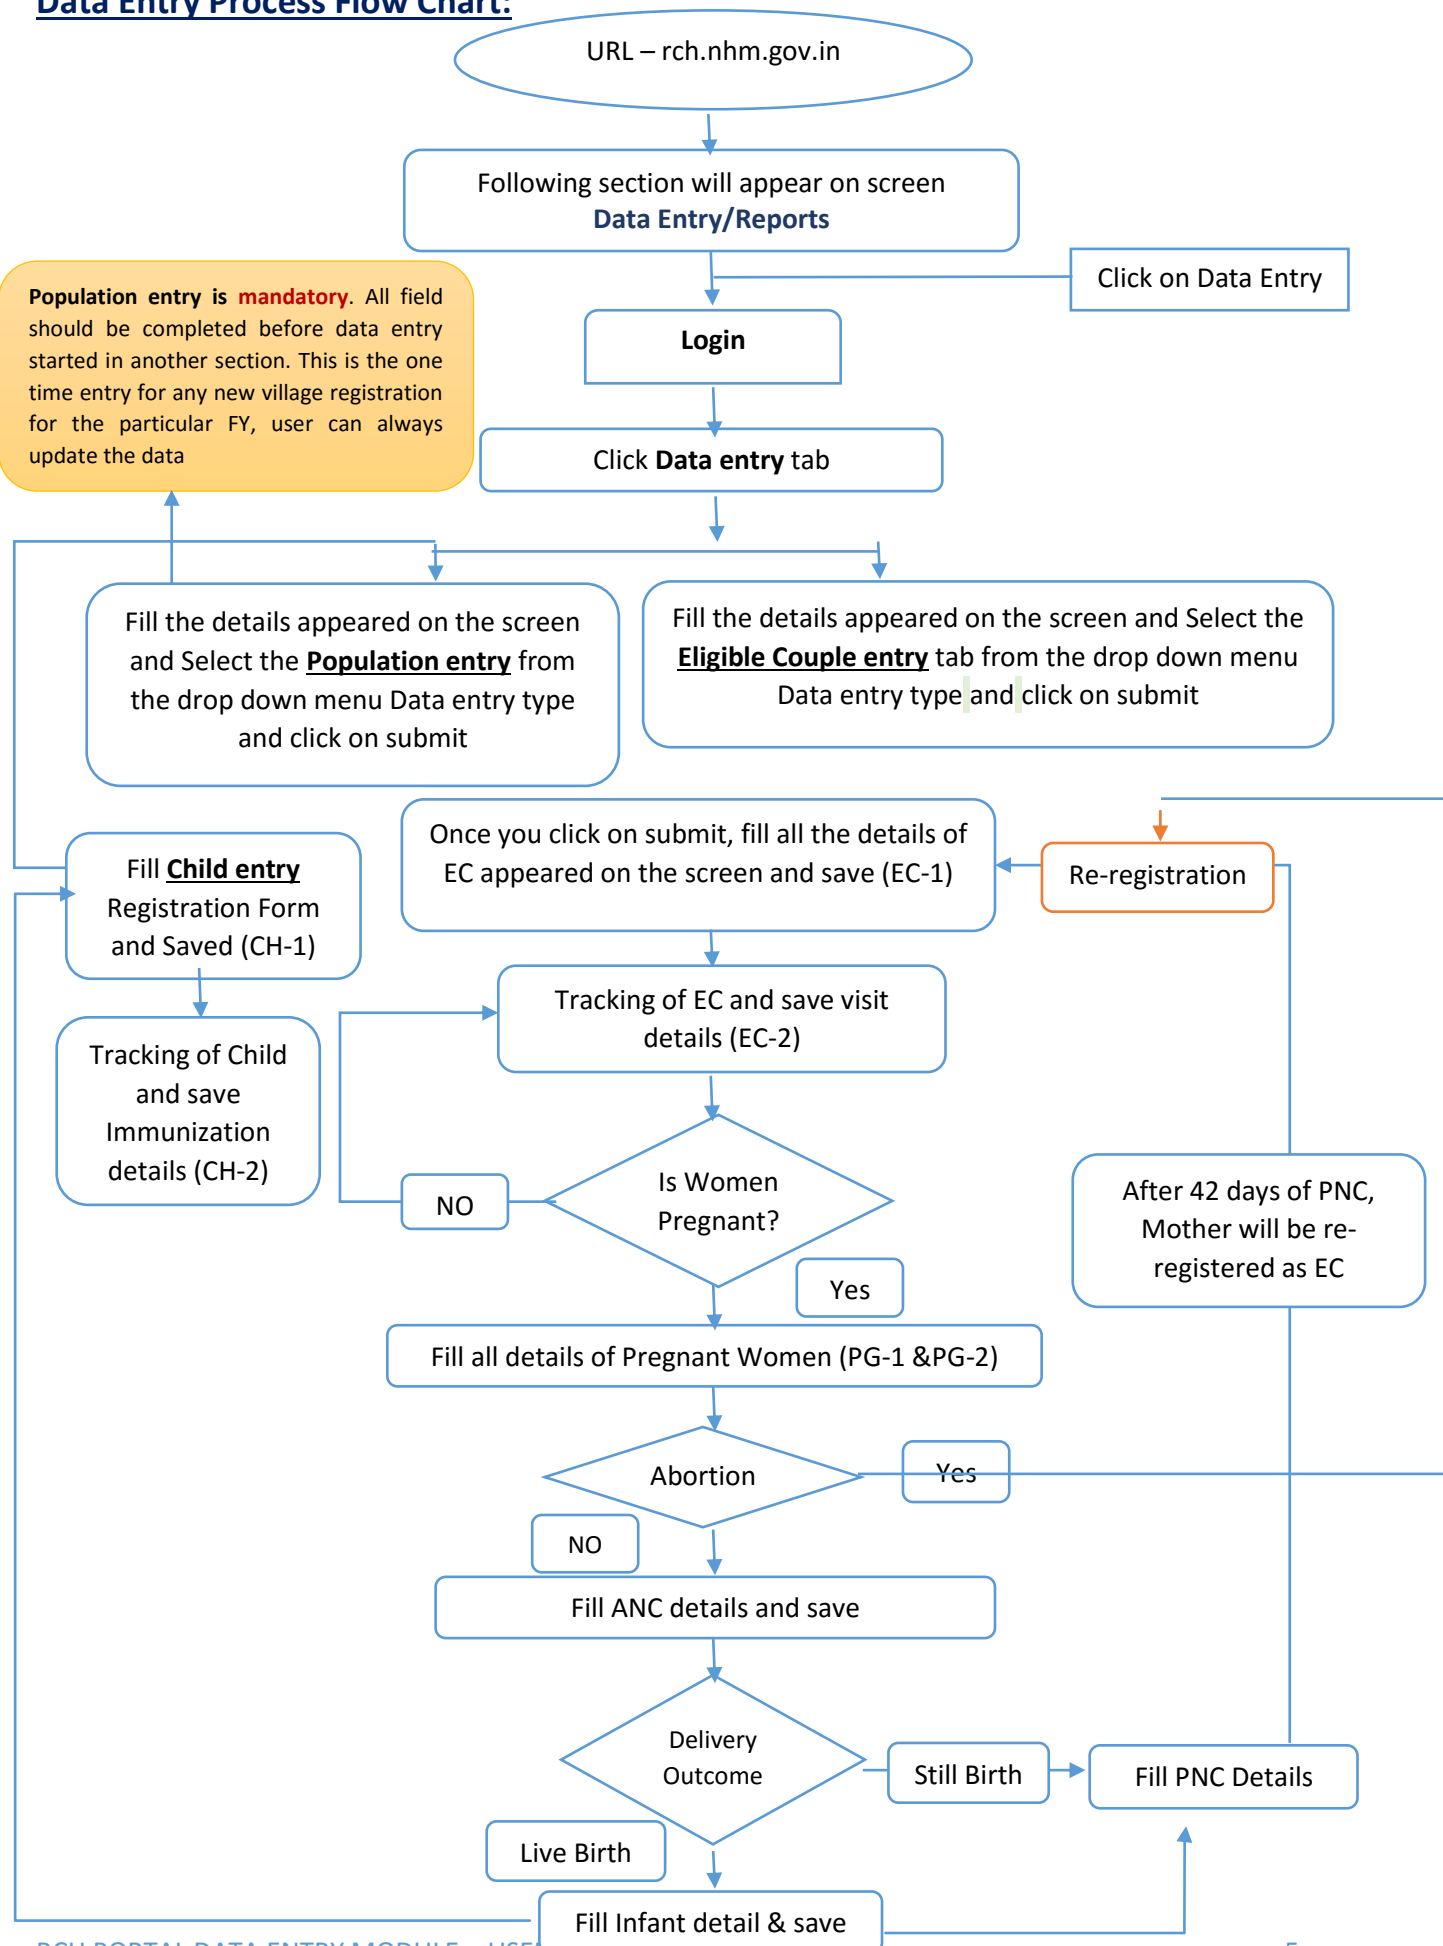 Data Entry Process Flow Chart:
URL – rch.nhm.gov.in
Following section will appear on screen
Data Entry/Reports
Click on Data Entry
Population entry is mandatory. All field
should be completed before data entry
started in another section. This is the one
time entry for any new village registration
for the particular FY, user can always
update the data
Login
Click Data entry tab
Fill the details appeared on the screen
and Select the Population entry from
the drop down menu Data entry type
and click on submit
Fill the details appeared on the screen and Select the
Eligible Couple entry tab from the drop down menu
Data entry type and click on submit
Once you click on submit, fill all the details of
EC appeared on the screen and save (EC-1)
Re-registration
Fill Child entry
Registration Form
and Saved (CH-1)
Tracking of EC and save visit
details (EC-2)
Tracking of Child
and save
Immunization
details (CH-2)
Is Women
Pregnant?
NO
Yes
After 42 days of PNC,
Mother will be re-
registered as EC
Fill all details of Pregnant Women (PG-1 &PG-2)
Abortion
Yes
NO
Fill ANC details and save
Delivery
Outcome
Still Birth
Fill PNC Details
Live Birth
Fill Infant detail & save
RCH PORTAL DATA ENTRY MODULE – USE